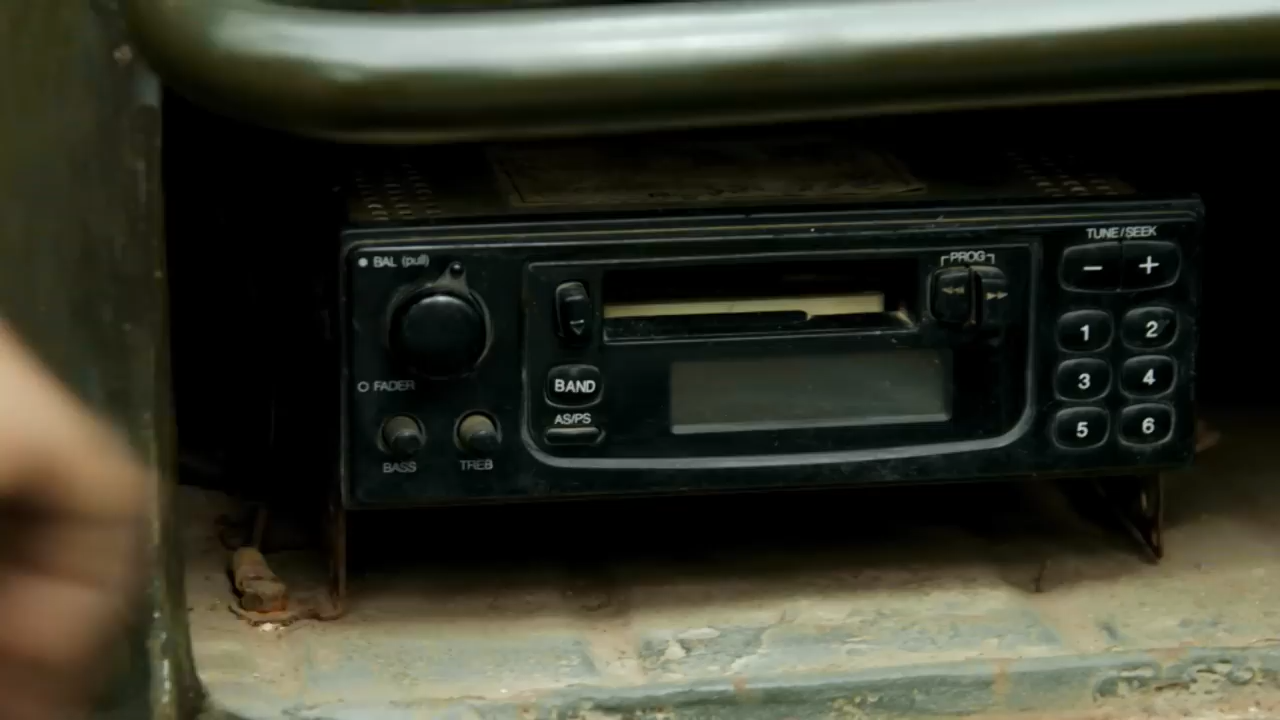 BAL (pull)
FADER
BASS
TREB
BAND
AS/PS
PROG
TUNE/SEEK
- +
1 2
3 4
5 6